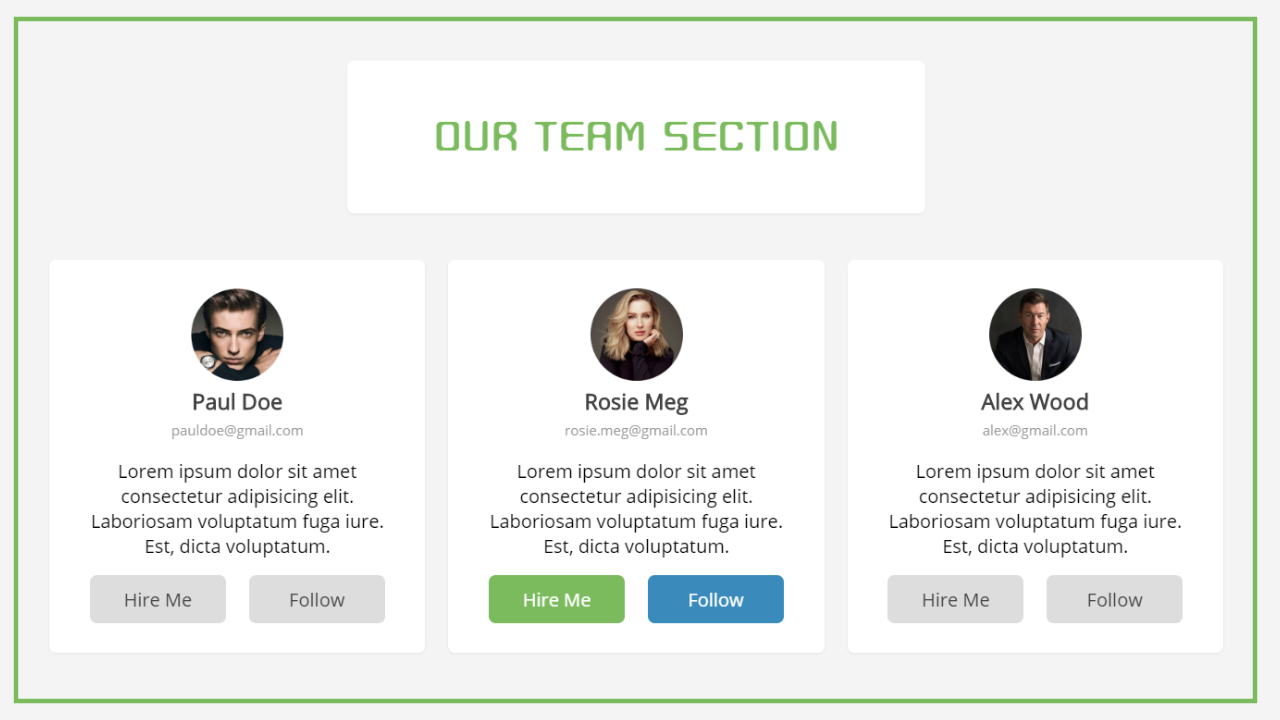 OUR TEAM SECTION
Paul Doe
pauldoe@gmail.com
Lorem ipsum dolor sit amet
consectetur adipisicing elit.
Laboriosam voluptatum fuga iure.
Est, dicta voluptatum.
Hire Me
Follow
Rosie Meg
rosie.meg@gmail.com
Lorem ipsum dolor sit amet
consectetur adipisicing elit.
Laboriosam voluptatum fuga iure.
Est, dicta voluptatum.
Hire Me
Follow
Alex Wood
alex@gmail.com
Lorem ipsum dolor sit amet
consectetur adipisicing elit.
Laboriosam voluptatum fuga iure.
Est, dicta voluptatum.
Hire Me
Follow